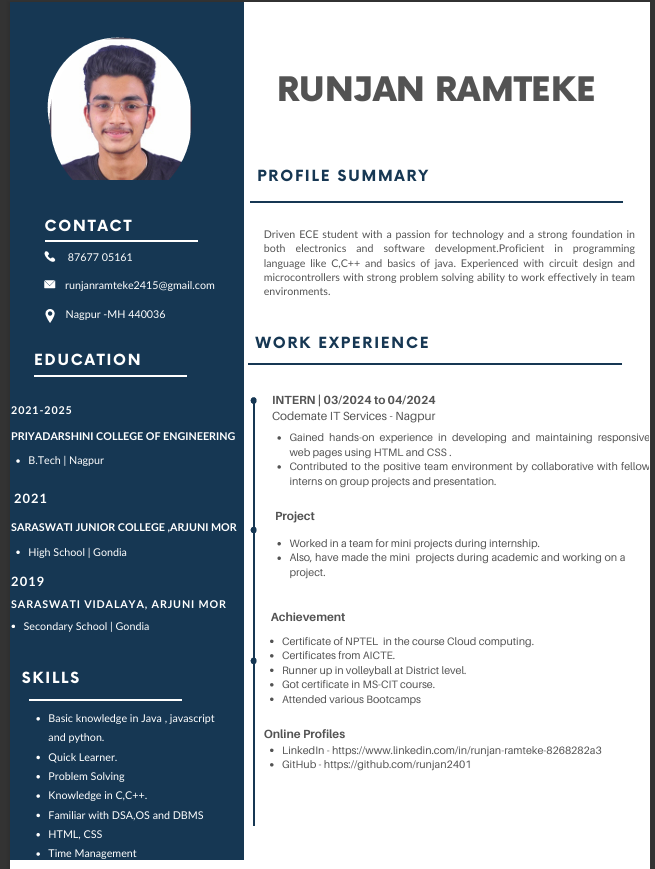 RUNJAN RAMTEKE
CONTACT
87677 05161
runjanramteke2415@gmail.com
Nagpur -MH 440036
EDUCATION
2021-2025
PRIYADARSHINI COLLEGE OF ENGINEERING
• B.Tech | Nagpur
2021
SARASWATI JUNIOR COLLEGE ,ARJUNI MOR
• High School | Gondia
2019
SARASWATI VIDALAYA, ARJUNI MOR
• Secondary School | Gondia
SKILLS
• Basic knowledge in Java , javascript
and python.
• Quick Learner.
• Problem Solving
• Knowledge in C,C++.
• Familiar with DSA,OS and DBMS
• HTML, CSS
• Time Management
PROFILE SUMMARY
Driven ECE student with a passion for technology and a strong foundation in
both electronics and software development.Proficient in programming
language like C,C++ and basics of java. Experienced with circuit design and
microcontrollers with strong problem solving ability to work effectively in team
environments.
WORK EXPERIENCE
INTERN | 03/2024 to 04/2024
Codemate IT Services - Nagpur
• Gained hands-on experience in developing and maintaining responsive
web pages using HTML and CSS .
• Contributed to the positive team environment by collaborative with fellow
interns on group projects and presentation.
Project
• Worked in a team for mini projects during internship.
• Also, have made the mini projects during academic and working on a
project.
Achievement
• Certificate of NPTEL in the course Cloud computing.
• Certificates from AICTE.
• Runner up in volleyball at District level.
• Got certificate in MS-CIT course.
• Attended various Bootcamps
Online Profiles
• LinkedIn - https://www.linkedin.com/in/runjan-ramteke-8268282a3
• GitHub - https://github.com/runjan2401